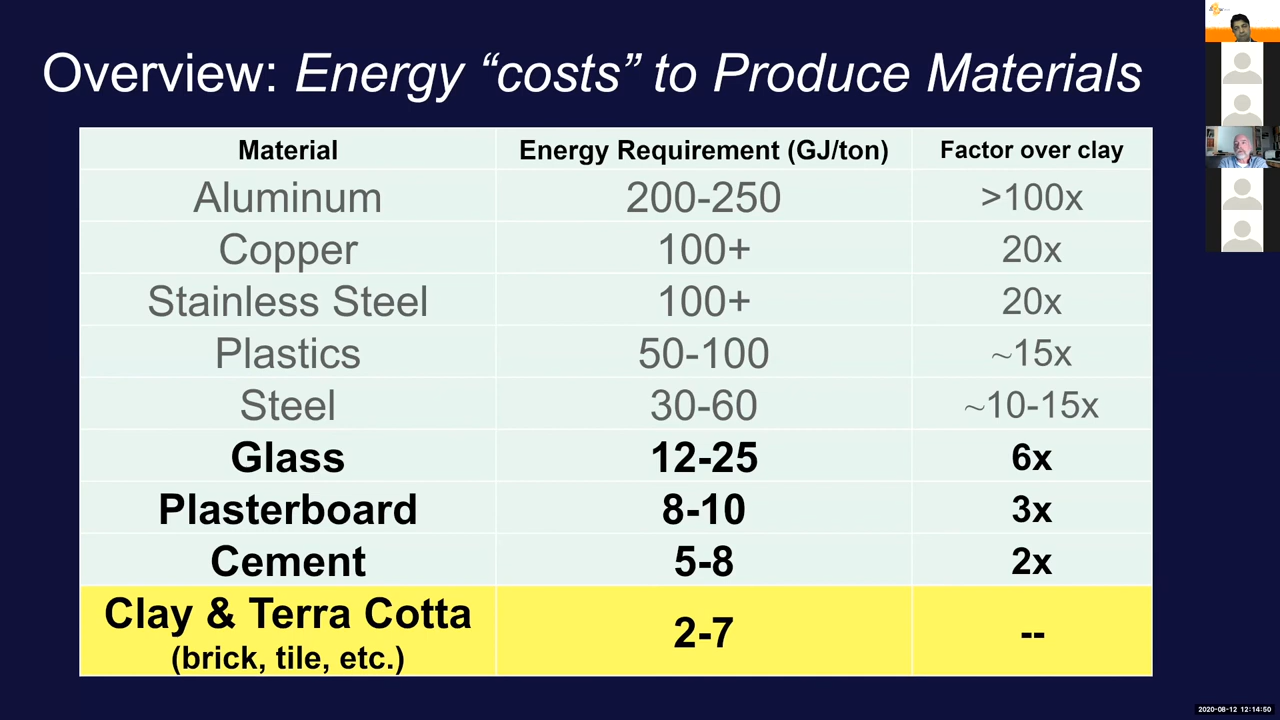 Overview: Energy “costs” to Produce Materials
Material Energy Requirement (GJ/ton) Factor over clay
Aluminum 200-250 >100x
Copper 100+ 20x
Stainless Steel 100+ 20x
Plastics 50-100 ~15x
Steel 30-60 ~10-15x
Glass 12-25 6x
Plasterboard 8-10 3x
Cement 5-8 2x
Clay & Terra Cotta
(brick, tile, etc.) 2-7 --
2020-08-12 12:14:50